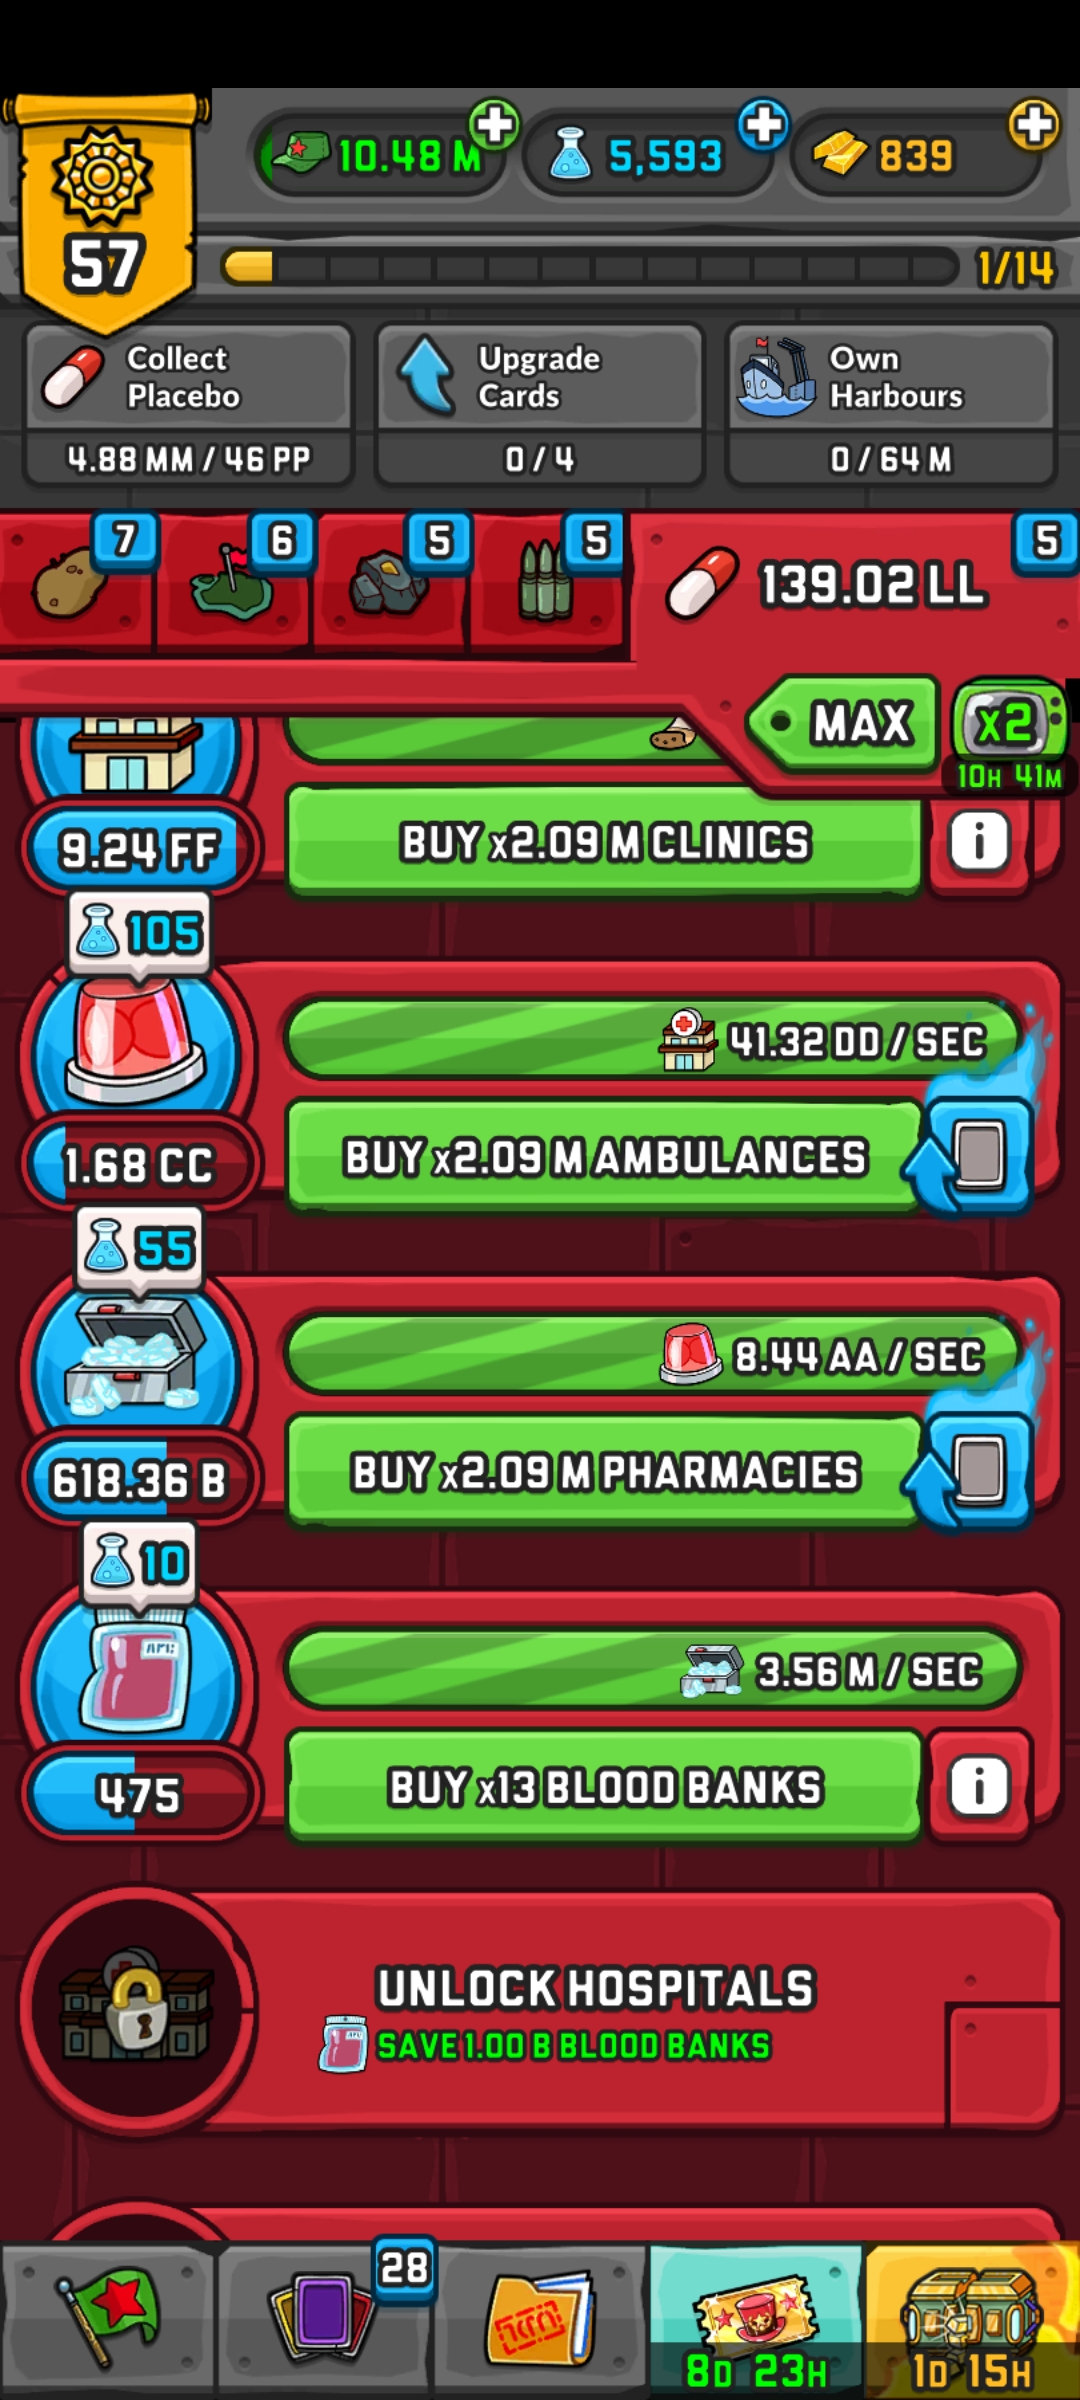 57
10.48 M
5,593
839
1/14
Collect
Placebo
4.88 MM / 46 PP
Upgrade
Cards
0 / 4
Own
Harbours
0 / 64 M
7
6
5
5
139.02 LL
5
MAX
x2
10H 41M
9.24 FF
BUY x2.09 M CLINICS
i
105
41.32 DD / SEC
1.68 CC
BUY x2.09 M AMBULANCES
55
8.44 AA / SEC
618.36 B
BUY x2.09 M PHARMACIES
10
3.56 M / SEC
475
BUY x13 BLOOD BANKS
i
UNLOCK HOSPITALS
SAVE 1.00 B BLOOD BANKS
28
8D 23H
1D 15H